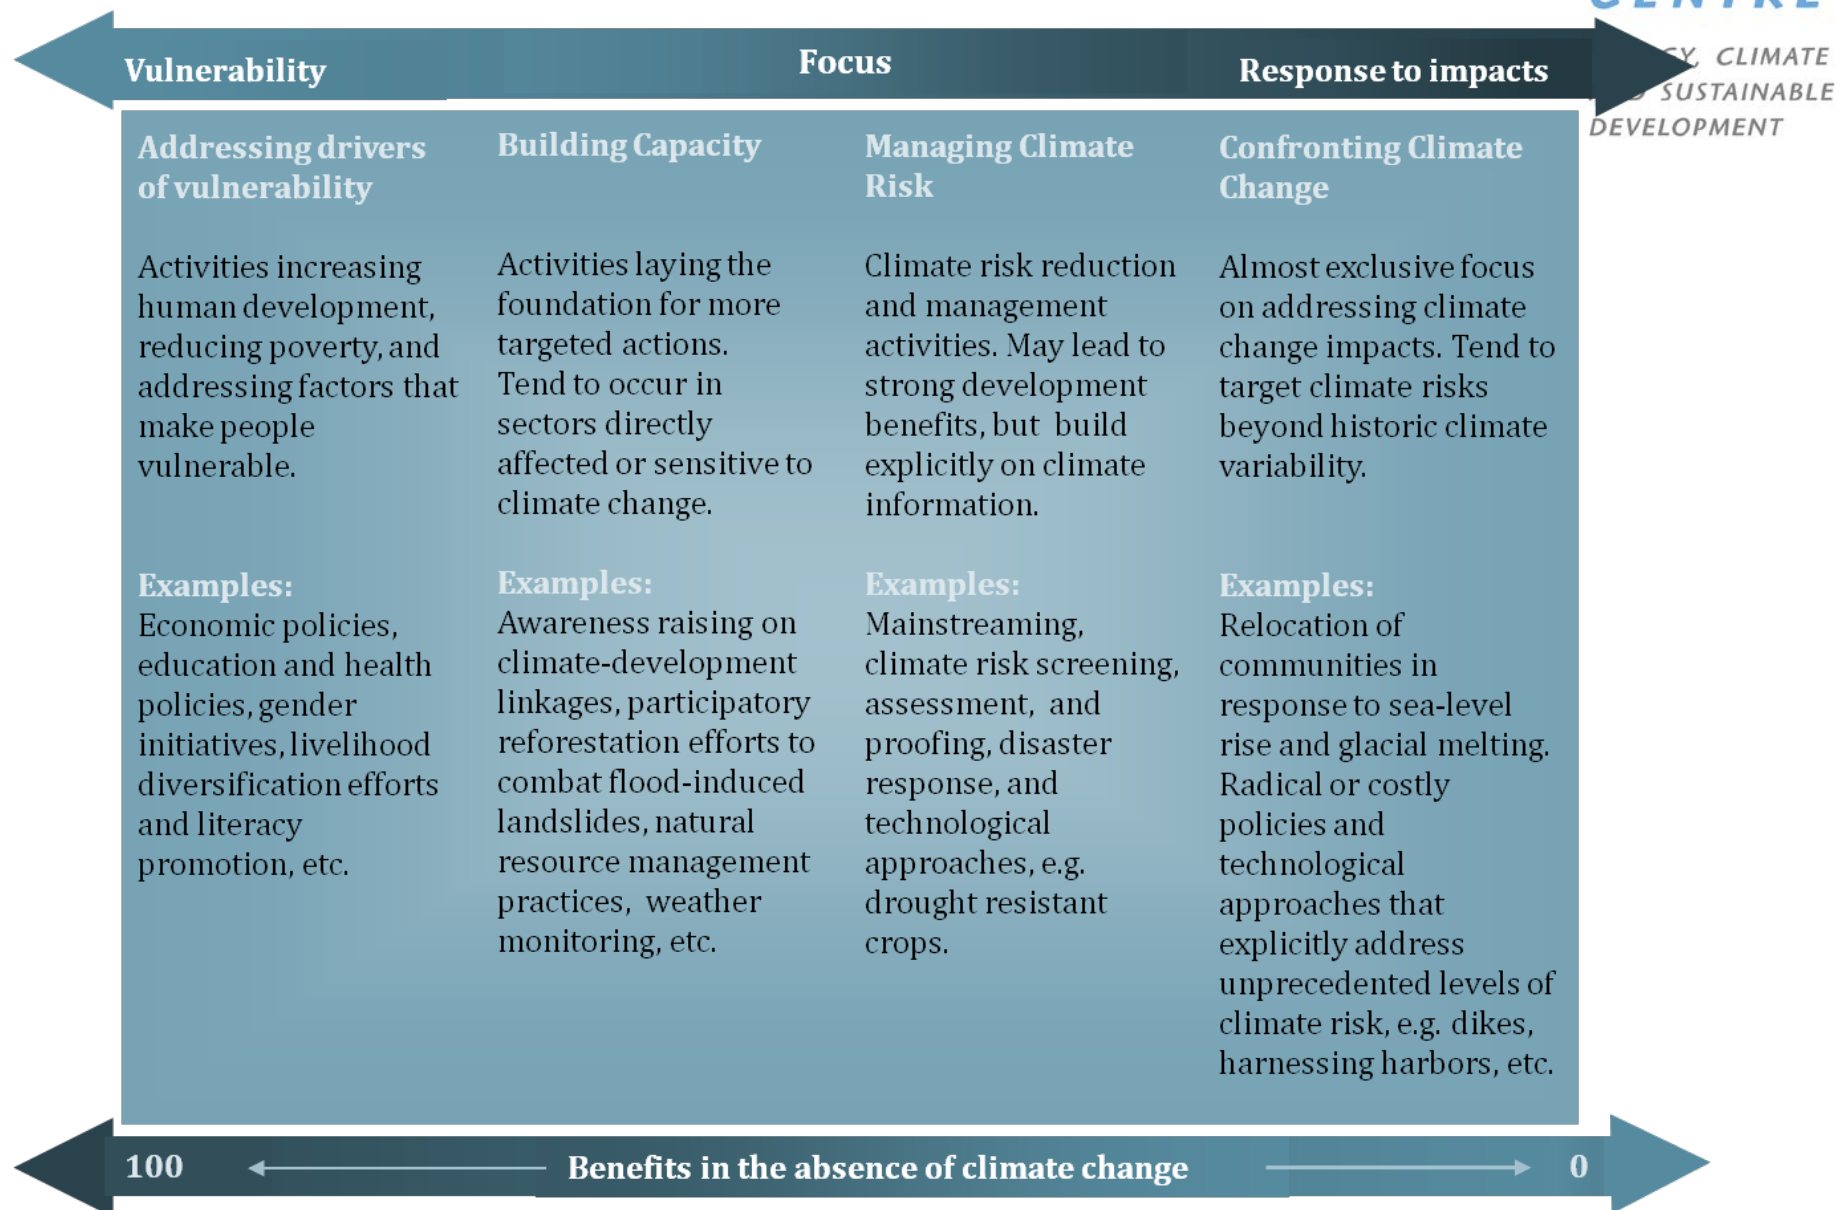 CENTRE
CLIMATE
SUSTAINABLE
DEVELOPMENT
Vulnerability
Focus
Response to impacts
Addressing drivers
of vulnerability
Activities increasing
human development,
reducing poverty, and
addressing factors that
make people
vulnerable.
Examples:
Economic policies,
education and health
policies, gender
initiatives, livelihood
diversification efforts
and literacy
promotion, etc.
Building Capacity
Activities laying the
foundation for more
targeted actions.
Tend to occur in
sectors directly
affected or sensitive to
climate change.
Examples:
Awareness raising on
climate-development
linkages, participatory
reforestation efforts to
combat flood-induced
landslides, natural
resource management
practices, weather
monitoring, etc.
Managing Climate
Risk
Climate risk reduction
and management
activities. May lead to
strong development
benefits, but build
explicitly on climate
information.
Examples:
Mainstreaming,
climate risk screening,
assessment, and
proofing, disaster
response, and
technological
approaches, e.g.
drought resistant
crops.
Confronting Climate
Change
Almost exclusive focus
on addressing climate
change impacts. Tend to
target climate risks
beyond historic climate
variability.
Examples:
Relocation of
communities in
response to sea-level
rise and glacial melting.
Radical or costly
policies and
technological
approaches that
explicitly address
unprecedented levels of
climate risk, e.g. dikes,
harnessing harbors, etc.
100
Benefits in the absence of climate change
0